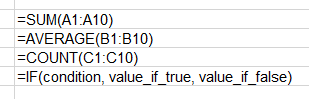 =SUM(A1:A10)
=AVERAGE(B1:B10)
=COUNT(C1:C10)
=IF(condition, value_if_true, value_if_false)